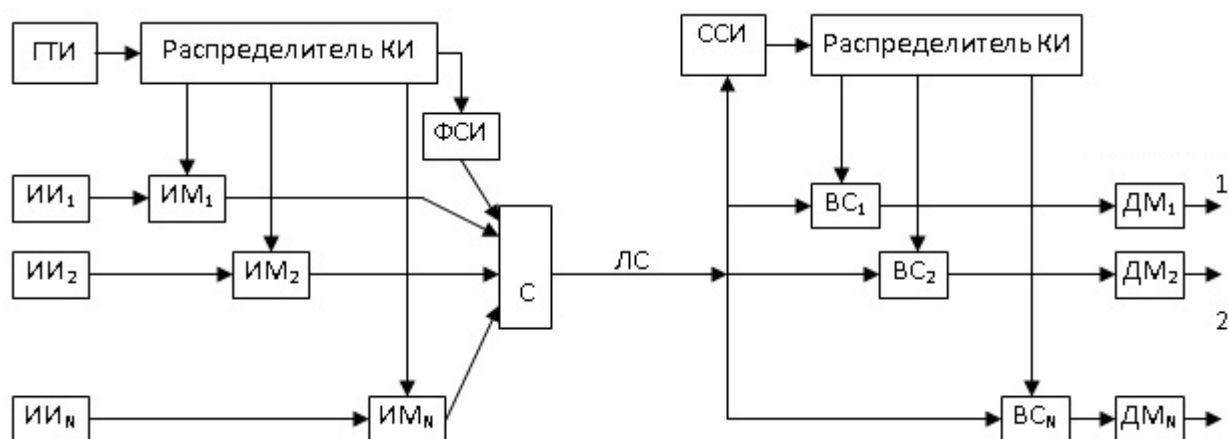 ГТИ
Распределитель КИ
ССИ
Распределитель КИ
ФСИ
ИИ₁
ИМ₁
ВС₁
ДМ₁
1
ИИ₂
ИМ₂
С
ЛС
ВС₂
ДМ₂
2
ИИN
ИМN
ВСN
ДМN